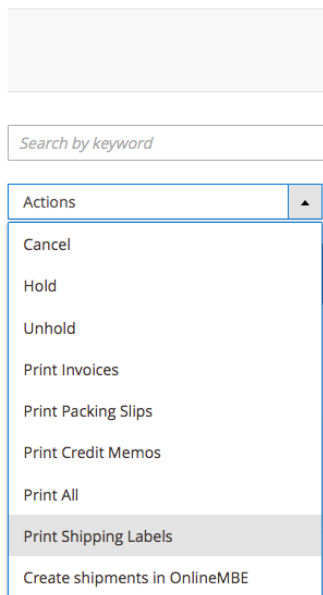 Search by keyword
Actions
Cancel
Hold
Unhold
Print Invoices
Print Packing Slips
Print Credit Memos
Print All
Print Shipping Labels
Create shipments in OnlineMBE